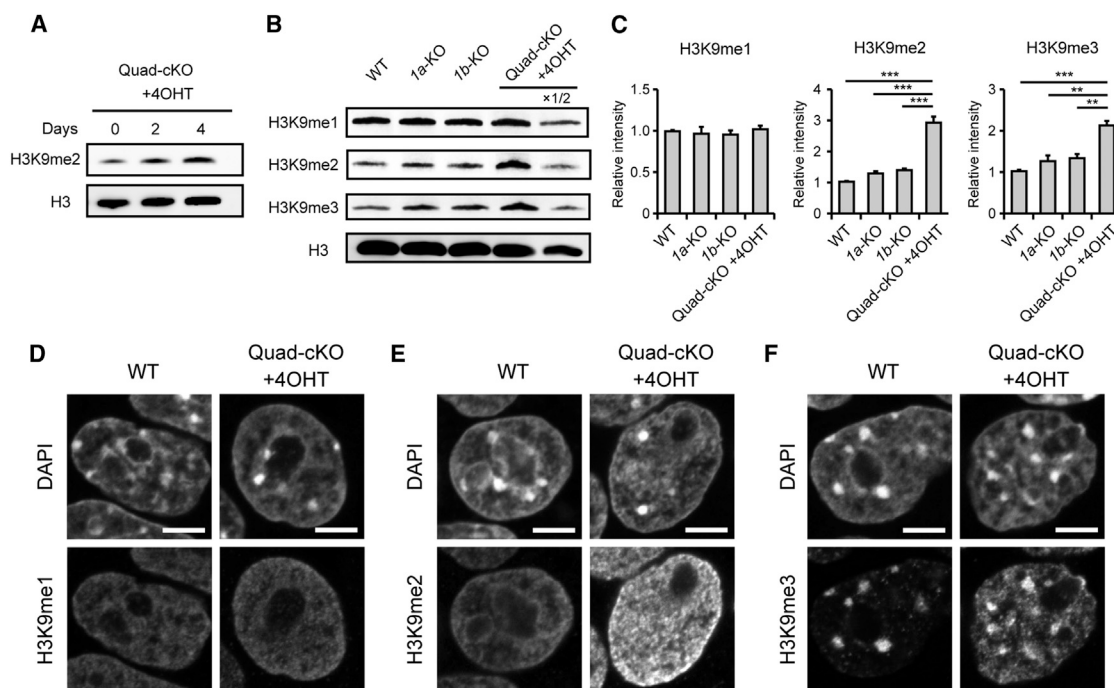 A
Quad-cKO
+4OHT
Days 0 2 4
H3K9me2
H3
B
WT 1a-KO 1b-KO Quad-cKO +4OHT
×1/2
H3K9me1
H3K9me2
H3K9me3
H3
C
H3K9me1
Relative intensity
1.5
1.0
0.5
0
WT 1a-KO 1b-KO Quad-cKO +4OHT
H3K9me2
Relative intensity
4
3
2
1
0
***
***
***
WT 1a-KO 1b-KO Quad-cKO +4OHT
H3K9me3
Relative intensity
3
2
1
0
***
**
**
WT 1a-KO 1b-KO Quad-cKO +4OHT
D
WT Quad-cKO
+4OHT
DAPI
H3K9me1
E
WT Quad-cKO
+4OHT
DAPI
H3K9me2
F
WT Quad-cKO
+4OHT
DAPI
H3K9me3